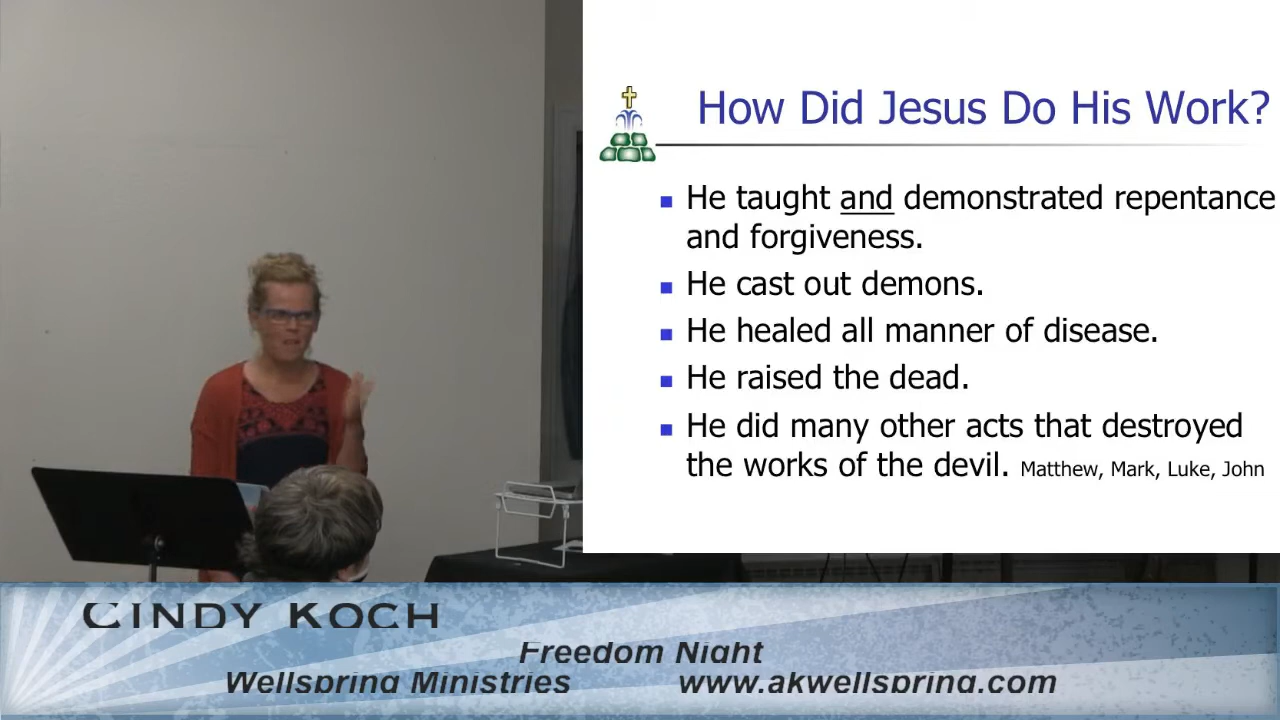 How Did Jesus Do His Work?
He taught and demonstrated repentance
and forgiveness.
He cast out demons.
He healed all manner of disease.
He raised the dead.
He did many other acts that destroyed
the works of the devil. Matthew, Mark, Luke, John
CINDY KOCH
Freedom Night
Wellspring Ministries www.akwellspring.com